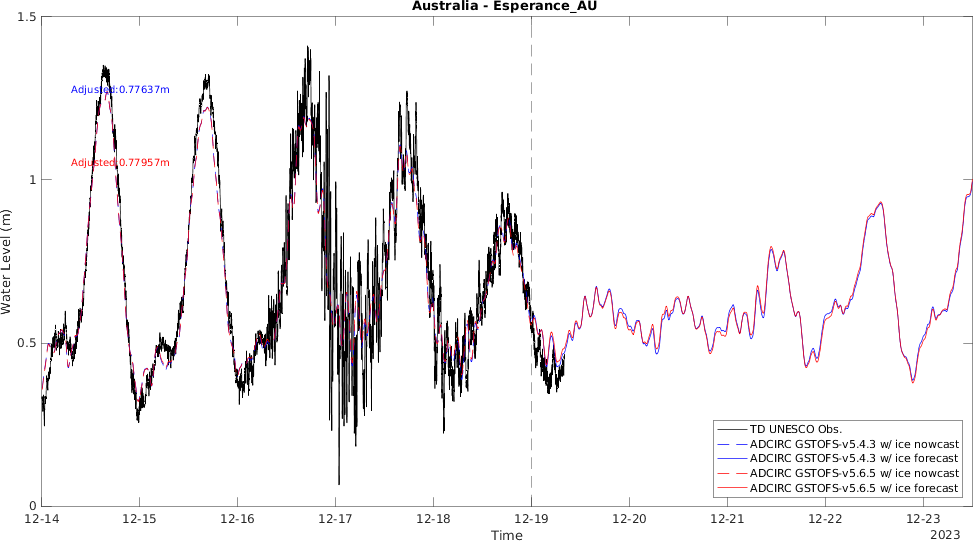 Australia - Esperance_AU
Water Level (m)
1.5
1
0.5
0
Adjusted:0.77637m
Adjusted:0.77957m
TD UNESCO Obs.
ADCIRC GSTOFS-v5.4.3 w/ ice nowcast
ADCIRC GSTOFS-v5.4.3 w/ ice forecast
ADCIRC GSTOFS-v5.6.5 w/ ice nowcast
ADCIRC GSTOFS-v5.6.5 w/ ice forecast
12-14 12-15 12-16 12-17 12-18 12-19 12-20 12-21 12-22 12-23
Time
2023